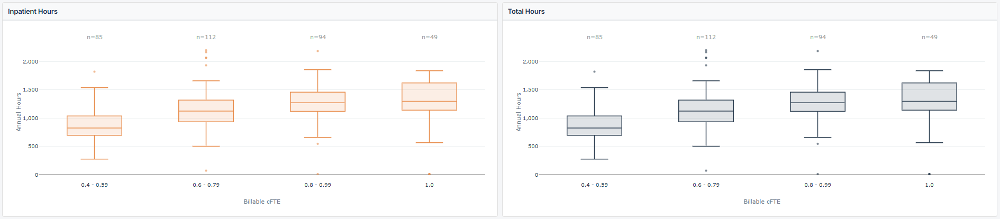 Inpatient Hours
n=85
n=112
n=94
n=49
2,000
1,500
1,000
500
0
Annual Hours
0.4 - 0.59
0.6 - 0.79
0.8 - 0.99
1.0
Billable cFTE
Total Hours
n=85
n=112
n=94
n=49
2,000
1,500
1,000
500
0
Annual Hours
0.4 - 0.59
0.6 - 0.79
0.8 - 0.99
1.0
Billable cFTE